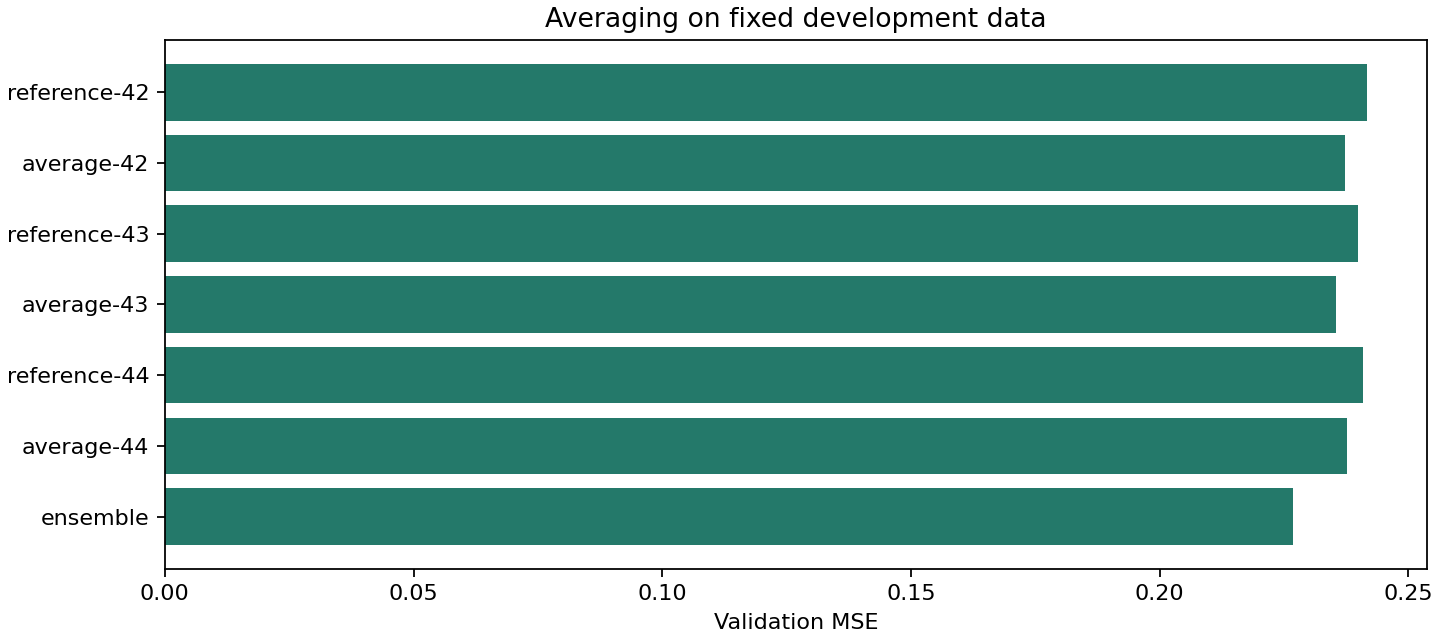 Averaging on fixed development data
reference-42
average-42
reference-43
average-43
reference-44
average-44
ensemble
0.00 0.05 0.10 0.15 0.20 0.25
Validation MSE